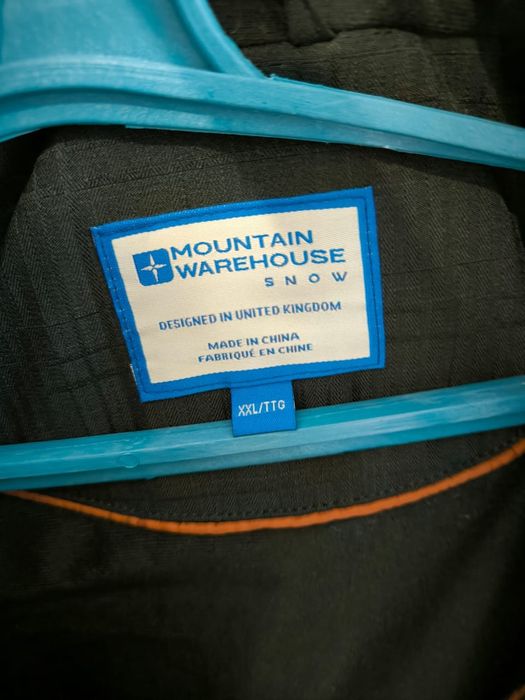 MOUNTAIN
WAREHOUSE
SNOW
DESIGNED IN UNITED KINGDOM
MADE IN CHINA
FABRIQUÉ EN CHINE
XXL/TTG